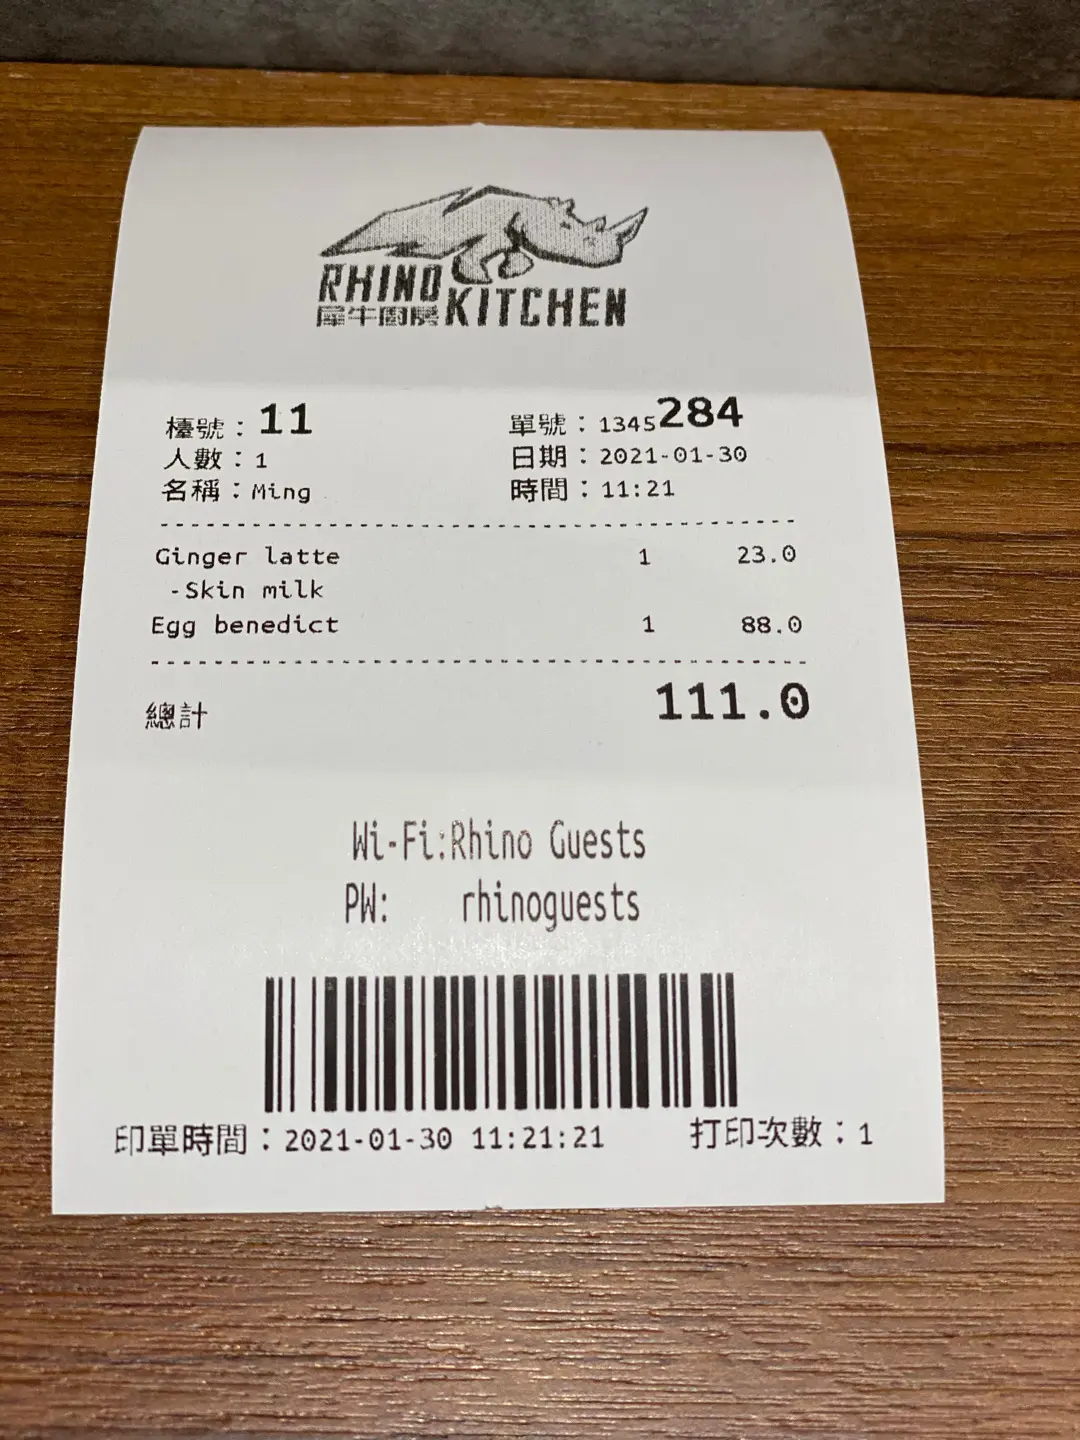 RHINO
犀牛廚房 KITCHEN
檯號：11 單號：1345284
人數：1 日期：2021-01-30
名稱：Ming 時間：11:21
Ginger latte 1 23.0
-Skin milk
Egg benedict 1 88.0
總計 111.0
Wi-Fi:Rhino Guests
PW: rhinoguests
印單時間：2021-01-30 11:21:21 打印次數：1